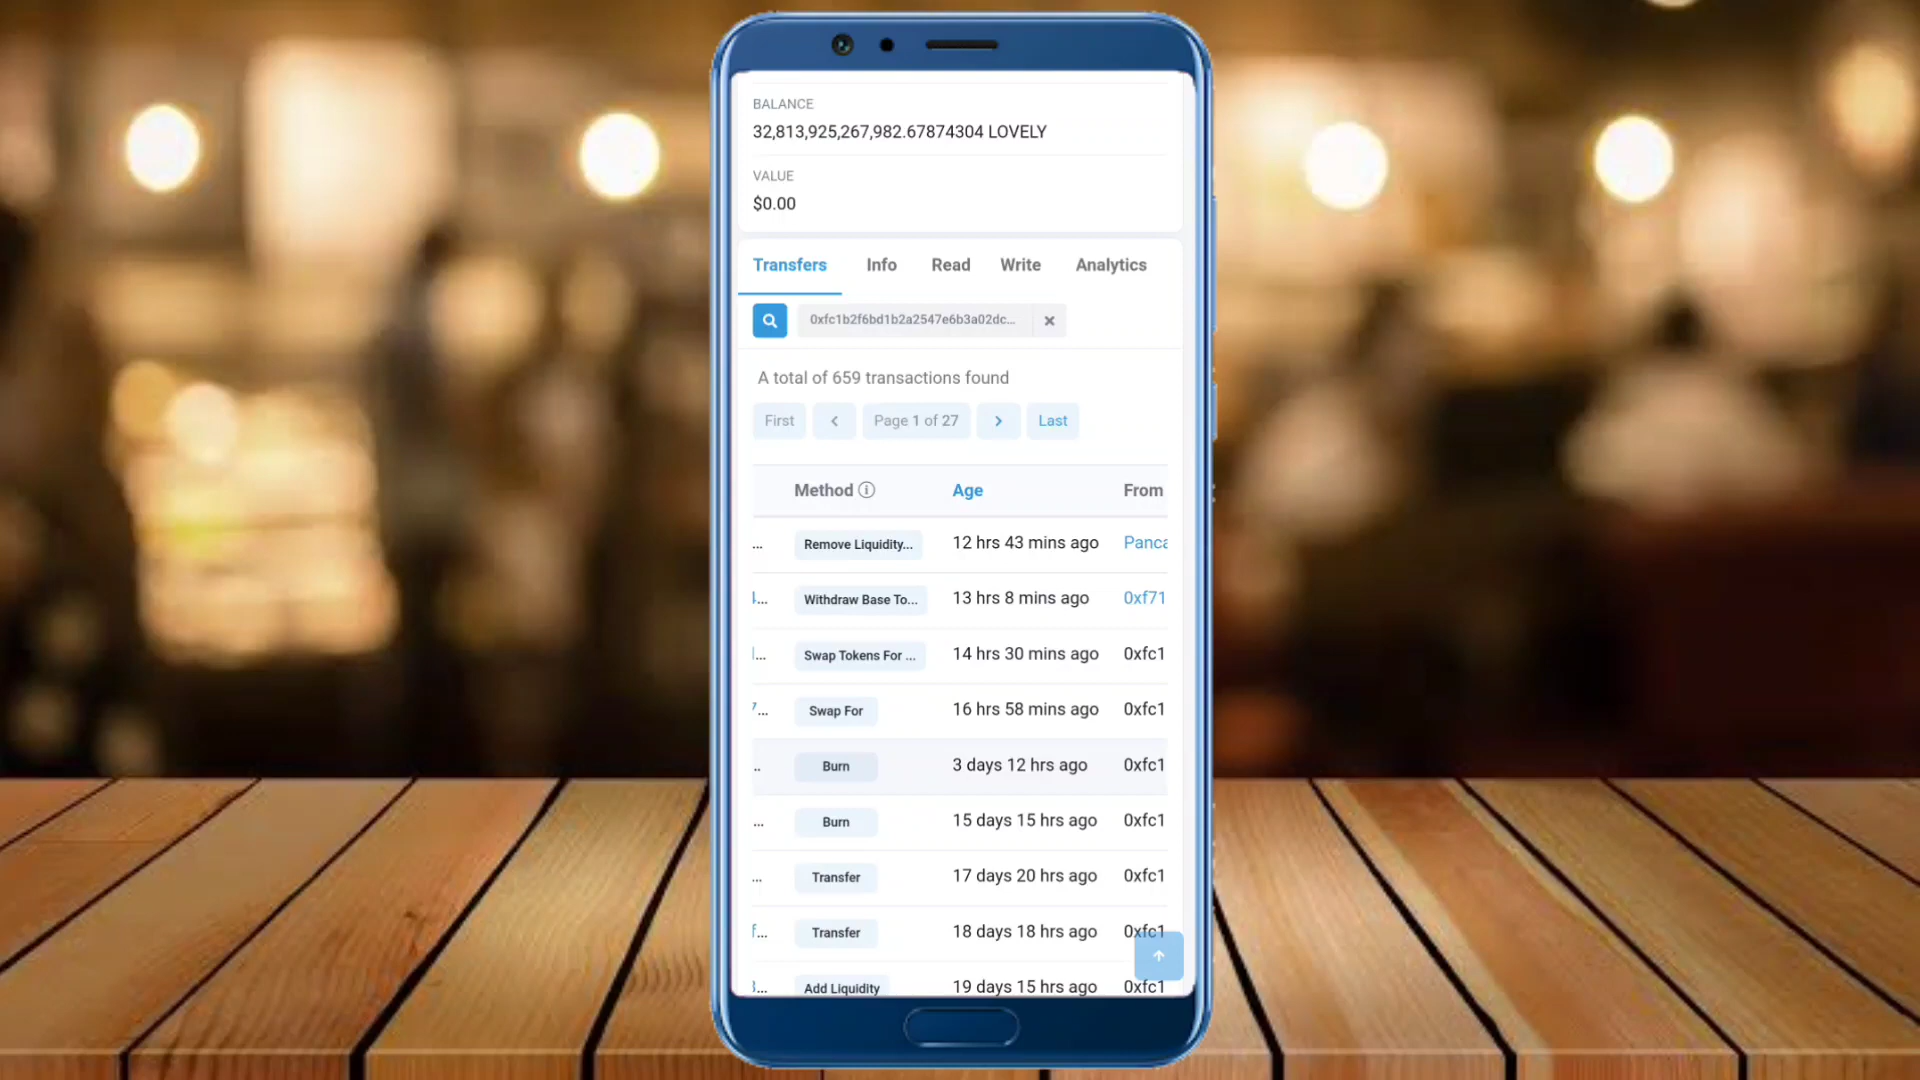 BALANCE
32,813,925,267,982.67874304 LOVELY
VALUE
$0.00
Transfers Info Read Write Analytics
0xfc1b2f6bd1b2a2547e6b3a02dc...
A total of 659 transactions found
First Page 1 of 27 Last
Method Age From
... Remove Liquidity... 12 hrs 43 mins ago Panca
... Withdraw Base To... 13 hrs 8 mins ago 0xf71
... Swap Tokens For ... 14 hrs 30 mins ago 0xfc1
... Swap For 16 hrs 58 mins ago 0xfc1
.. Burn 3 days 12 hrs ago 0xfc1
... Burn 15 days 15 hrs ago 0xfc1
... Transfer 17 days 20 hrs ago 0xfc1
f... Transfer 18 days 18 hrs ago 0xfc1
... Add Liquidity 19 days 15 hrs ago 0xfc1